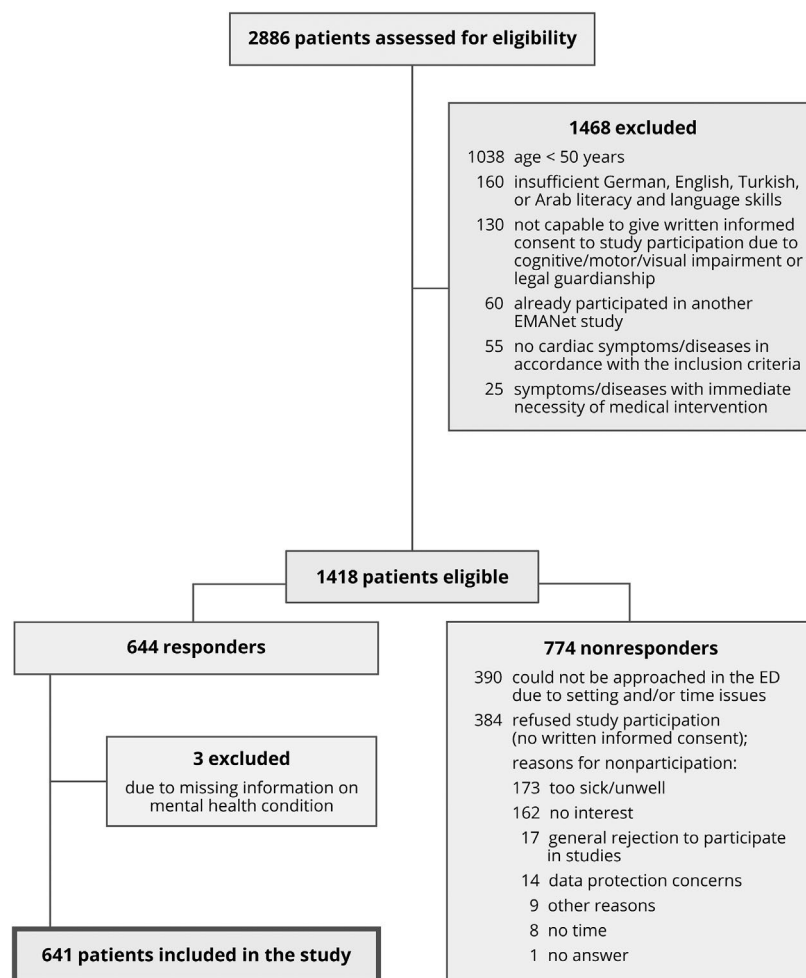 2886 patients assessed for eligibility
1468 excluded
1038 age < 50 years
160 insufficient German, English, Turkish,
or Arab literacy and language skills
130 not capable to give written informed
consent to study participation due to
cognitive/motor/visual impairment or
legal guardianship
60 already participated in another
EMANet study
55 no cardiac symptoms/diseases in
accordance with the inclusion criteria
25 symptoms/diseases with immediate
necessity of medical intervention
1418 patients eligible
644 responders
3 excluded
due to missing information on
mental health condition
641 patients included in the study
774 nonresponders
390 could not be approached in the ED
due to setting and/or time issues
384 refused study participation
(no written informed consent);
reasons for nonparticipation:
173 too sick/unwell
162 no interest
17 general rejection to participate
in studies
14 data protection concerns
9 other reasons
8 no time
1 no answer